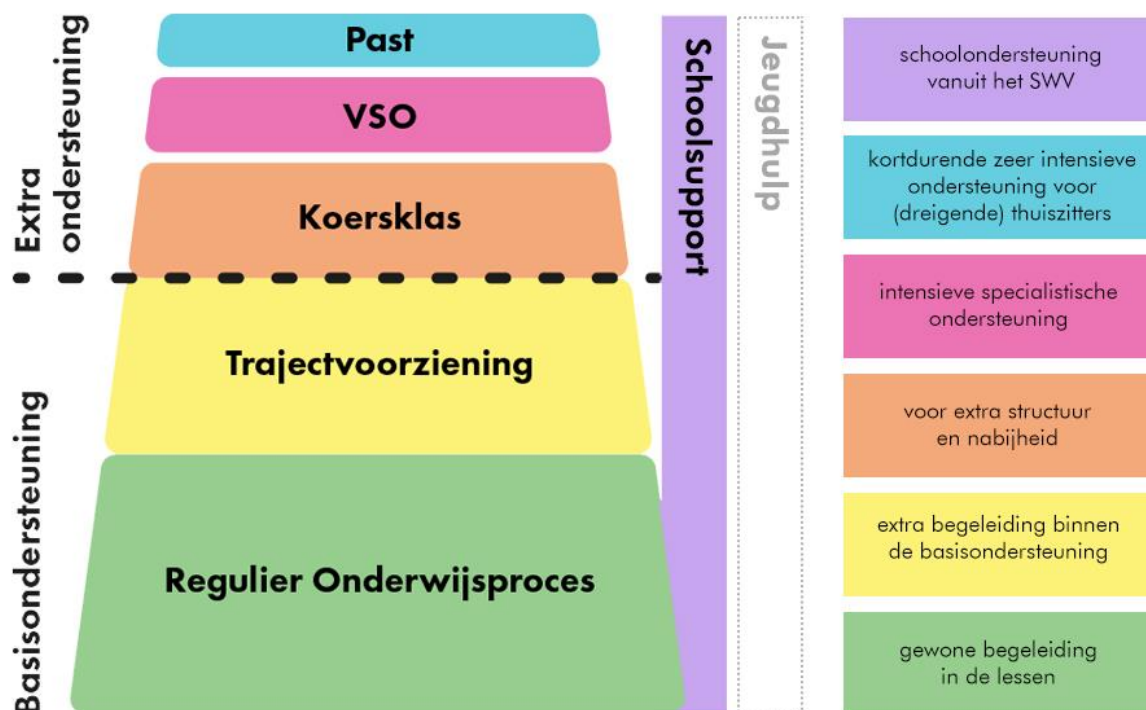 Extra
ondersteuning
Basisondersteuning
Past
VSO
Koersklas
Trajectvoorziening
Regulier Onderwijsproces
Schoolsupport
Jeugdhulp
schoolondersteuning
vanuit het SWV
kortdurende zeer intensieve
ondersteuning voor
(dreigende) thuiszitters
intensieve specialistische
ondersteuning
voor extra structuur
en nabijheid
extra begeleiding binnen
de basisondersteuning
gewone begeleiding
in de lessen